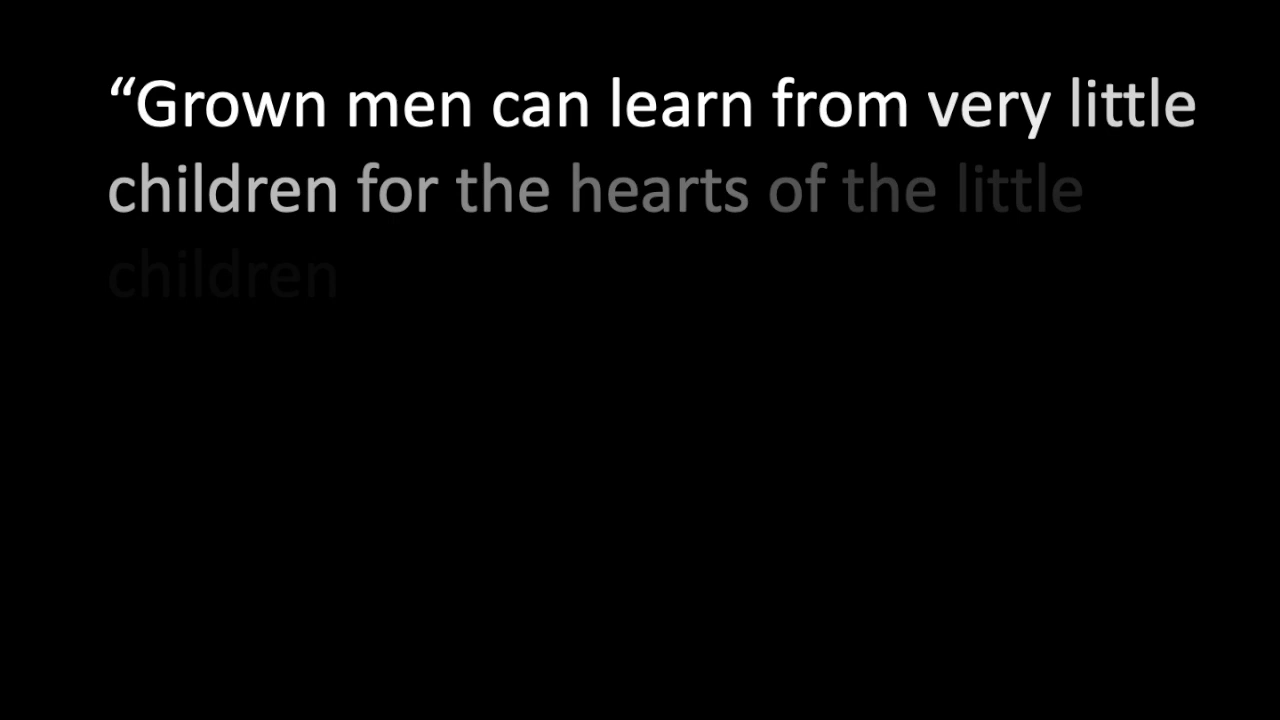 “Grown men can learn from very little
children for the hearts of the little
children